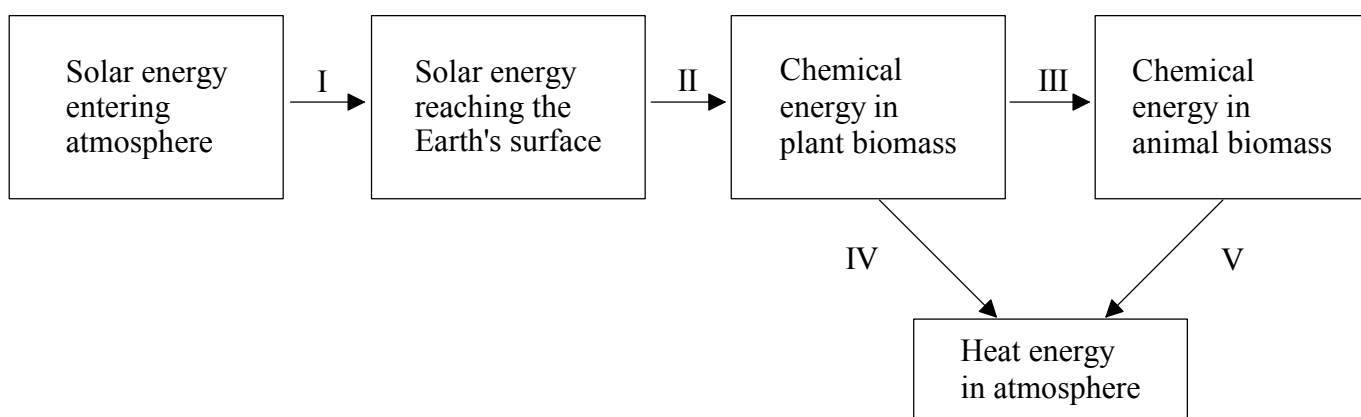 Solar energy
entering
atmosphere
I
Solar energy
reaching the
Earth's surface
II
Chemical
energy in
plant biomass
III
Chemical
energy in
animal biomass
IV
V
Heat energy
in atmosphere